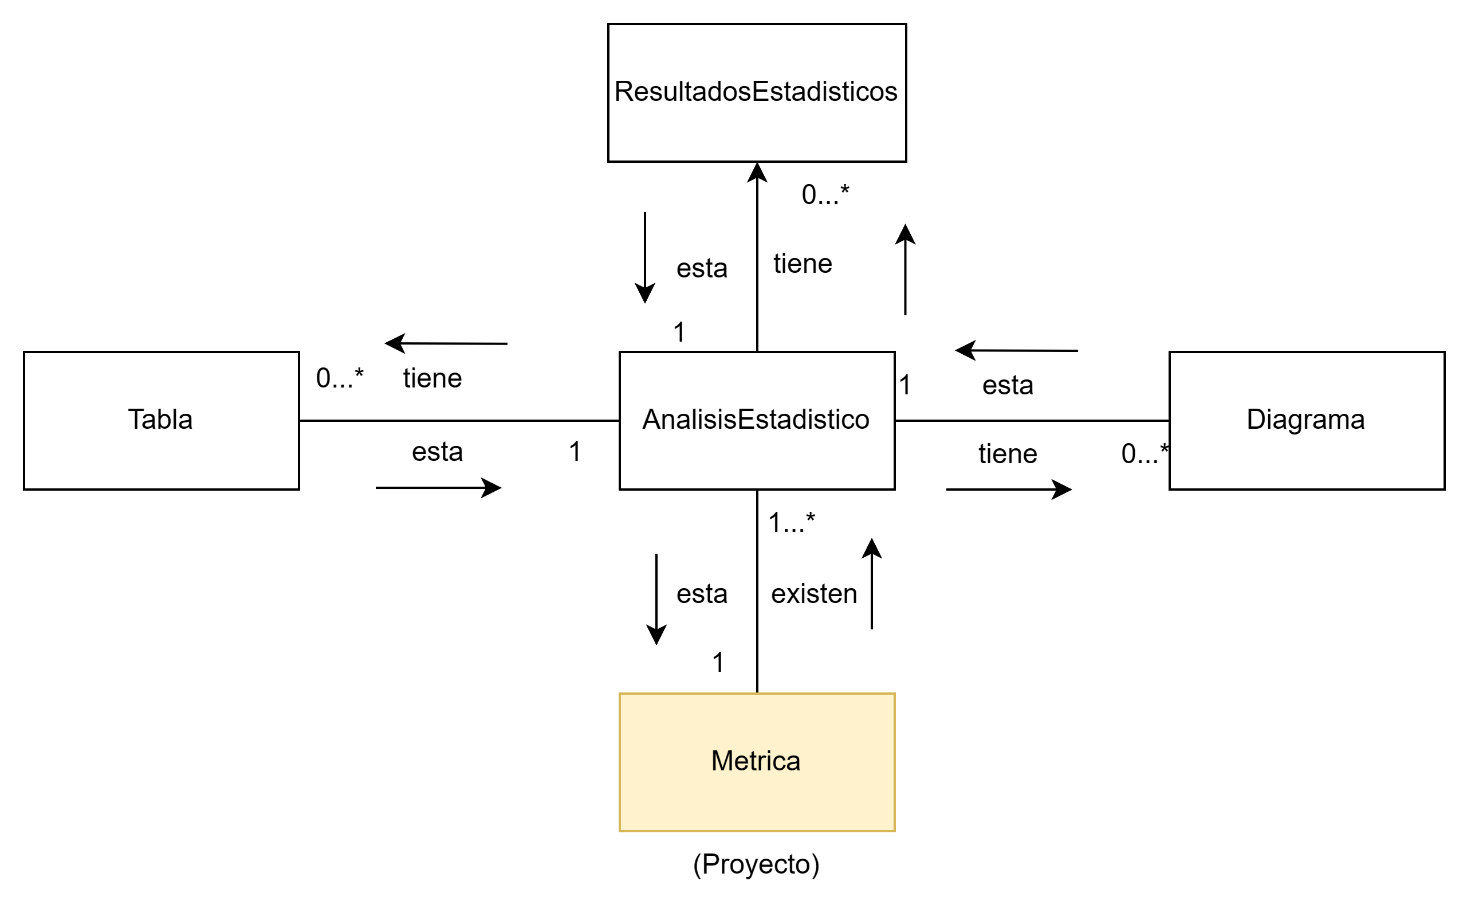 ResultadosEstadisticos
0...*
esta
tiene
1
0...*
tiene
1
esta
Tabla
AnalisisEstadistico
Diagrama
esta
1
tiene
0...*
1...*
esta
existen
1
Metrica
(Proyecto)